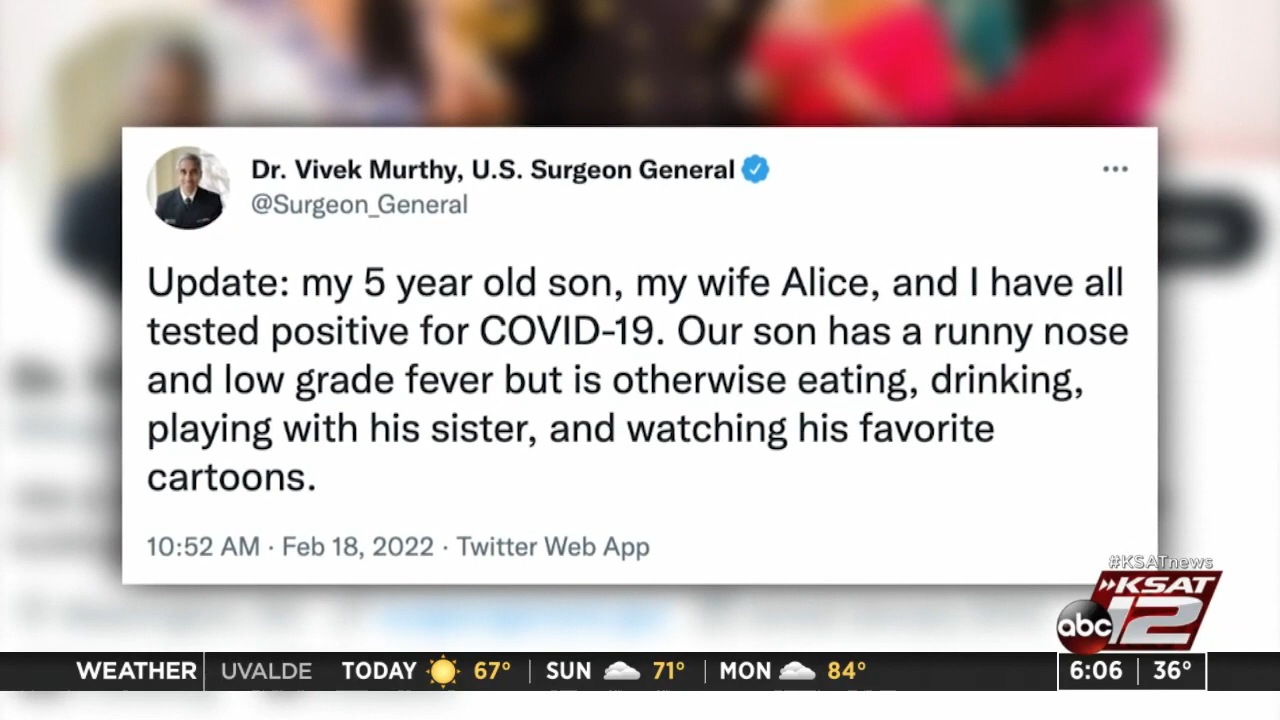 Dr. Vivek Murthy, U.S. Surgeon General
@Surgeon_General
Update: my 5 year old son, my wife Alice, and I have all
tested positive for COVID-19. Our son has a runny nose
and low grade fever but is otherwise eating, drinking,
playing with his sister, and watching his favorite
cartoons.
10:52 AM · Feb 18, 2022 · Twitter Web App
#KSATnews
KSAT
abc 12
WEATHER UVALDE TODAY 67° SUN 71° MON 84° 6:06 36°